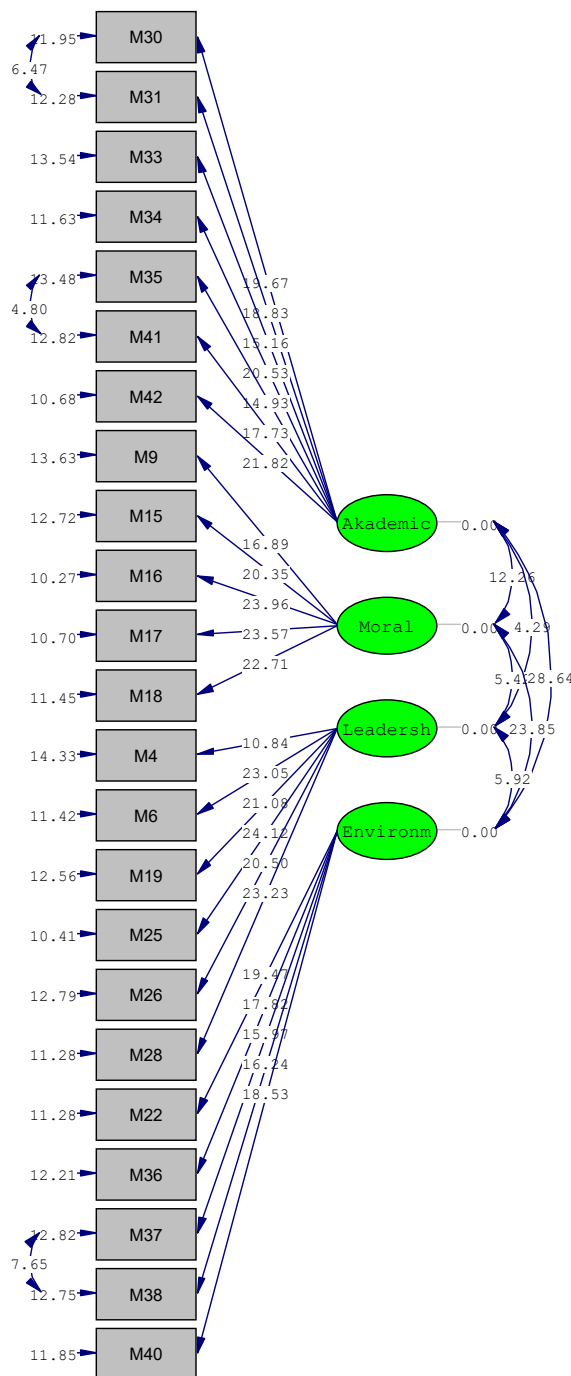 11.95 M30
6.47
12.28 M31
13.54 M33
11.63 M34
13.48 M35
4.80
12.82 M41
10.68 M42
13.63 M9
12.72 M15
10.27 M16
10.70 M17
11.45 M18
14.33 M4
11.42 M6
12.56 M19
10.41 M25
12.79 M26
11.28 M28
11.28 M22
12.21 M36
12.82 M37
7.65
12.75 M38
11.85 M40
19.67
18.83
15.16
20.53
14.93
17.73
21.82
16.89
20.35
23.96
23.57
22.71
10.84
23.05
21.08
24.12
20.50
23.23
19.47
17.82
15.97
16.24
18.53
Akademic 0.00
Moral 0.00
Leadersh 0.00
Environm 0.00
12.26
4.29
5.42 28.64
23.85
5.92